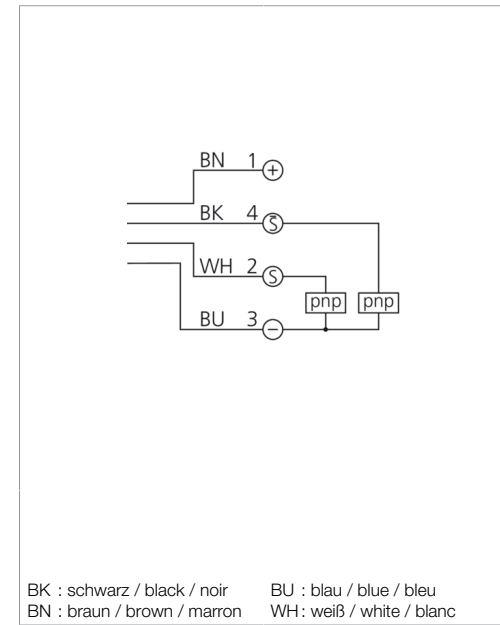 BN 1 +
BK 4 S̄
WH 2 S
pnp pnp
BU 3 −
BK : schwarz / black / noir BU : blau / blue / bleu
BN : braun / brown / marron WH : weiß / white / blanc